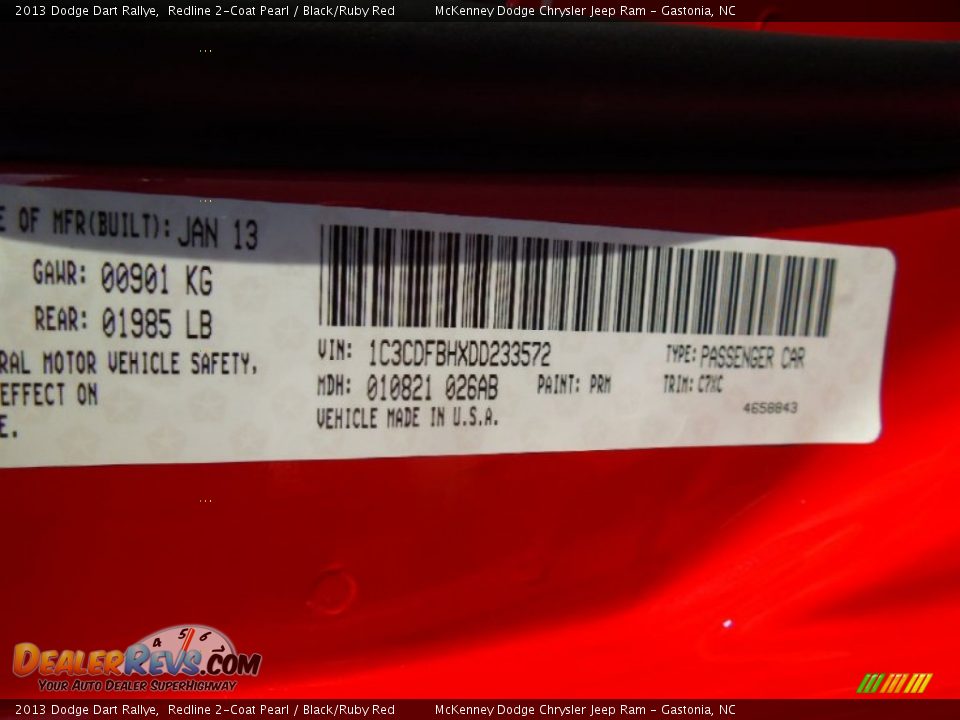 2013 Dodge Dart Rallye, Redline 2-Coat Pearl / Black/Ruby Red McKenney Dodge Chrysler Jeep Ram - Gastonia, NC
...
...
E OF MFR(BUILT): JAN 13
GAWR: 00901 KG
REAR: 01985 LB
RAL MOTOR VEHICLE SAFETY,
EFFECT ON
E.
VIN: 1C3CDFBHXDD233572 TYPE: PASSENGER CAR
MDH: 010821 026AB PAINT: PRM TRIM: C7XC
VEHICLE MADE IN U.S.A. 4658843
...
4 5 6
DEALERREVS.COM
YOUR AUTO DEALER SUPERHIGHWAY
2013 Dodge Dart Rallye, Redline 2-Coat Pearl / Black/Ruby Red McKenney Dodge Chrysler Jeep Ram - Gastonia, NC